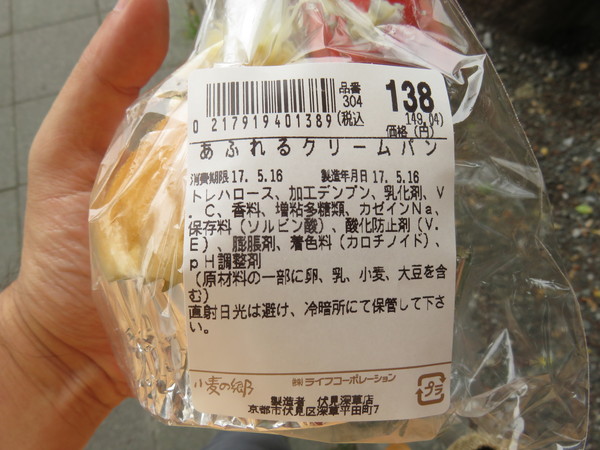 品番
304
138
0 217919401389
(税込 149.04)
価格(円)
あふれるクリームパン
消費期限17. 5.16 製造年月日17. 5.16
トレハロース、加工デンプン、乳化剤、V
.C、香料、増粘多糖類、カゼインNa、
保存料(ソルビン酸)、酸化防止剤(V.
E)、膨脹剤、着色料(カロチノイド)、
pH調整剤
(原材料の一部に卵、乳、小麦、大豆を含
む)
直射日光は避け、冷暗所にて保管して下さ
い。
小麦の郷 ㈱ライフコーポレーション
プラ
製造者 伏見深草店
京都市伏見区深草平田町7